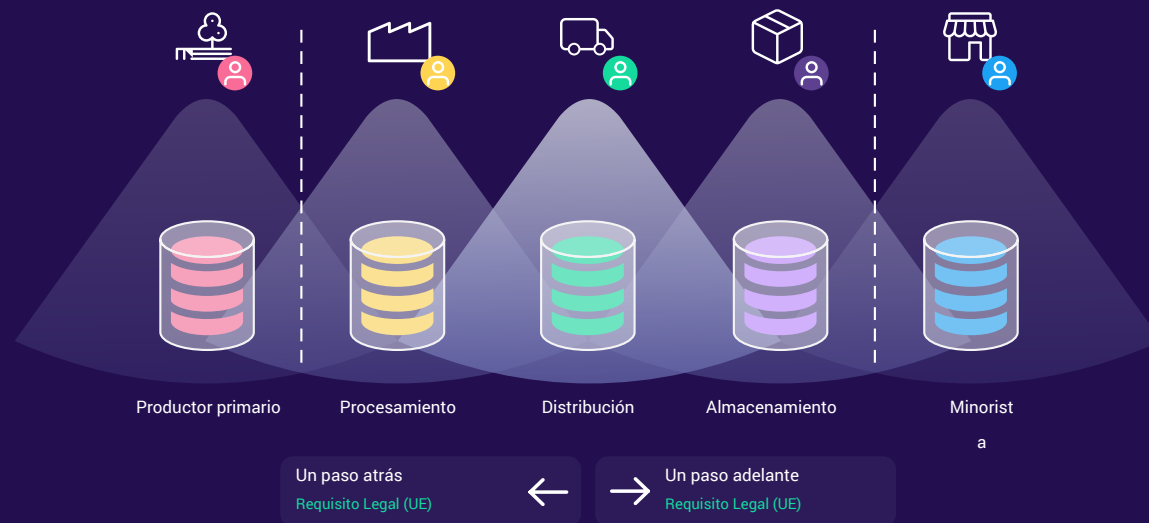 Productor primario
Procesamiento
Distribución
Almacenamiento
Minorist
a
Un paso atrás
Requisito Legal (UE)
Un paso adelante
Requisito Legal (UE)